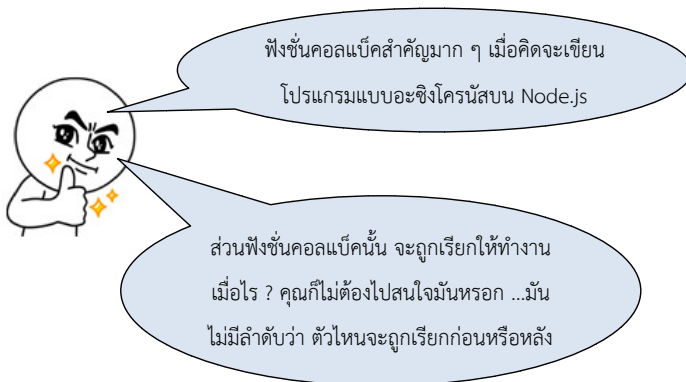 ฟังชั่นคอลแบ็คสำคัญมาก ๆ เมื่อคิดจะเขียน
โปรแกรมแบบอะซิงโครนัสบน Node.js
ส่วนฟังชั่นคอลแบ็คนั้น จะถูกเรียกให้ทำงาน
เมื่อไร ? คุณก็ไม่ต้องไปสนใจมันหรอก ...มัน
ไม่มีลำดับว่า ตัวไหนจะถูกเรียกก่อนหรือหลัง